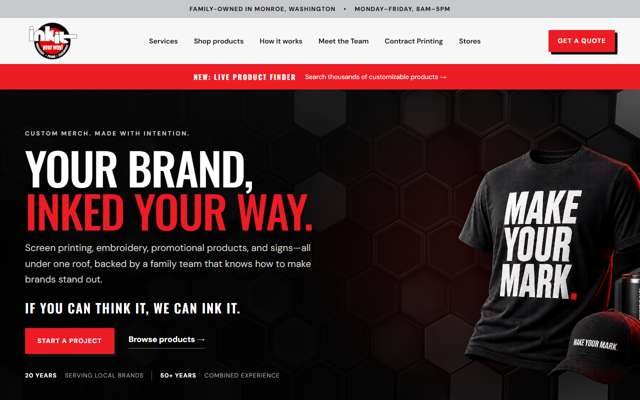 FAMILY-OWNED IN MONROE, WASHINGTON • MONDAY–FRIDAY, 8AM–5PM
inkit
your way!
Services Shop products How it works Meet the Team Contract Printing Stores
GET A QUOTE
NEW: LIVE PRODUCT FINDER Search thousands of customizable products →
CUSTOM MERCH. MADE WITH INTENTION.
YOUR BRAND,
INKED YOUR WAY.
Screen printing, embroidery, promotional products, and signs—all
under one roof, backed by a family team that knows how to make
brands stand out.
IF YOU CAN THINK IT, WE CAN INK IT.
START A PROJECT
Browse products →
20 YEARS SERVING LOCAL BRANDS 50+ YEARS COMBINED EXPERIENCE
MAKE
YOUR
MARK.
MAKE YOUR MARK.